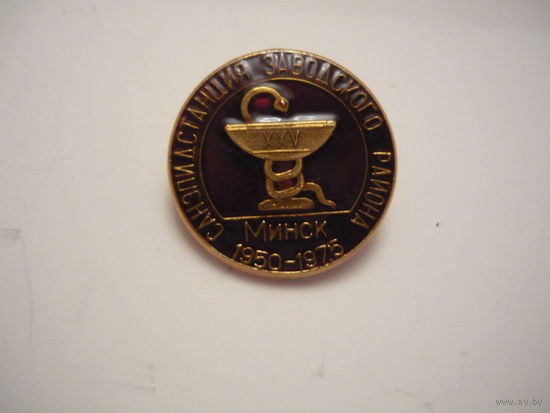 САНЭПИДСТАНЦИЯ ЗАВОДСКОГО РАЙОНА
XXV
МИНСК
1950-1975
www.ay.by